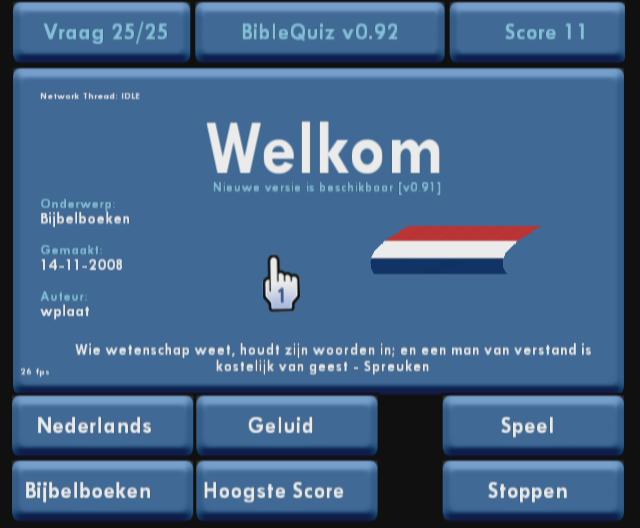 Vraag 25/25
BibleQuiz v0.92
Score 11
Network Thread: IDLE
Welkom
Nieuwe versie is beschikbaar [v0 91]
Onderwerp:
Bijbelboeken
Gemaakt:
14-11-2008
Auteur:
wplaat
1
Wie wetenschap weet, houdt zijn woorden in; en een man van verstand is
kostelijk van geest - Spreuken
26 fps
Nederlands
Geluid
Speel
Bijbelboeken
Hoogste Score
Stoppen